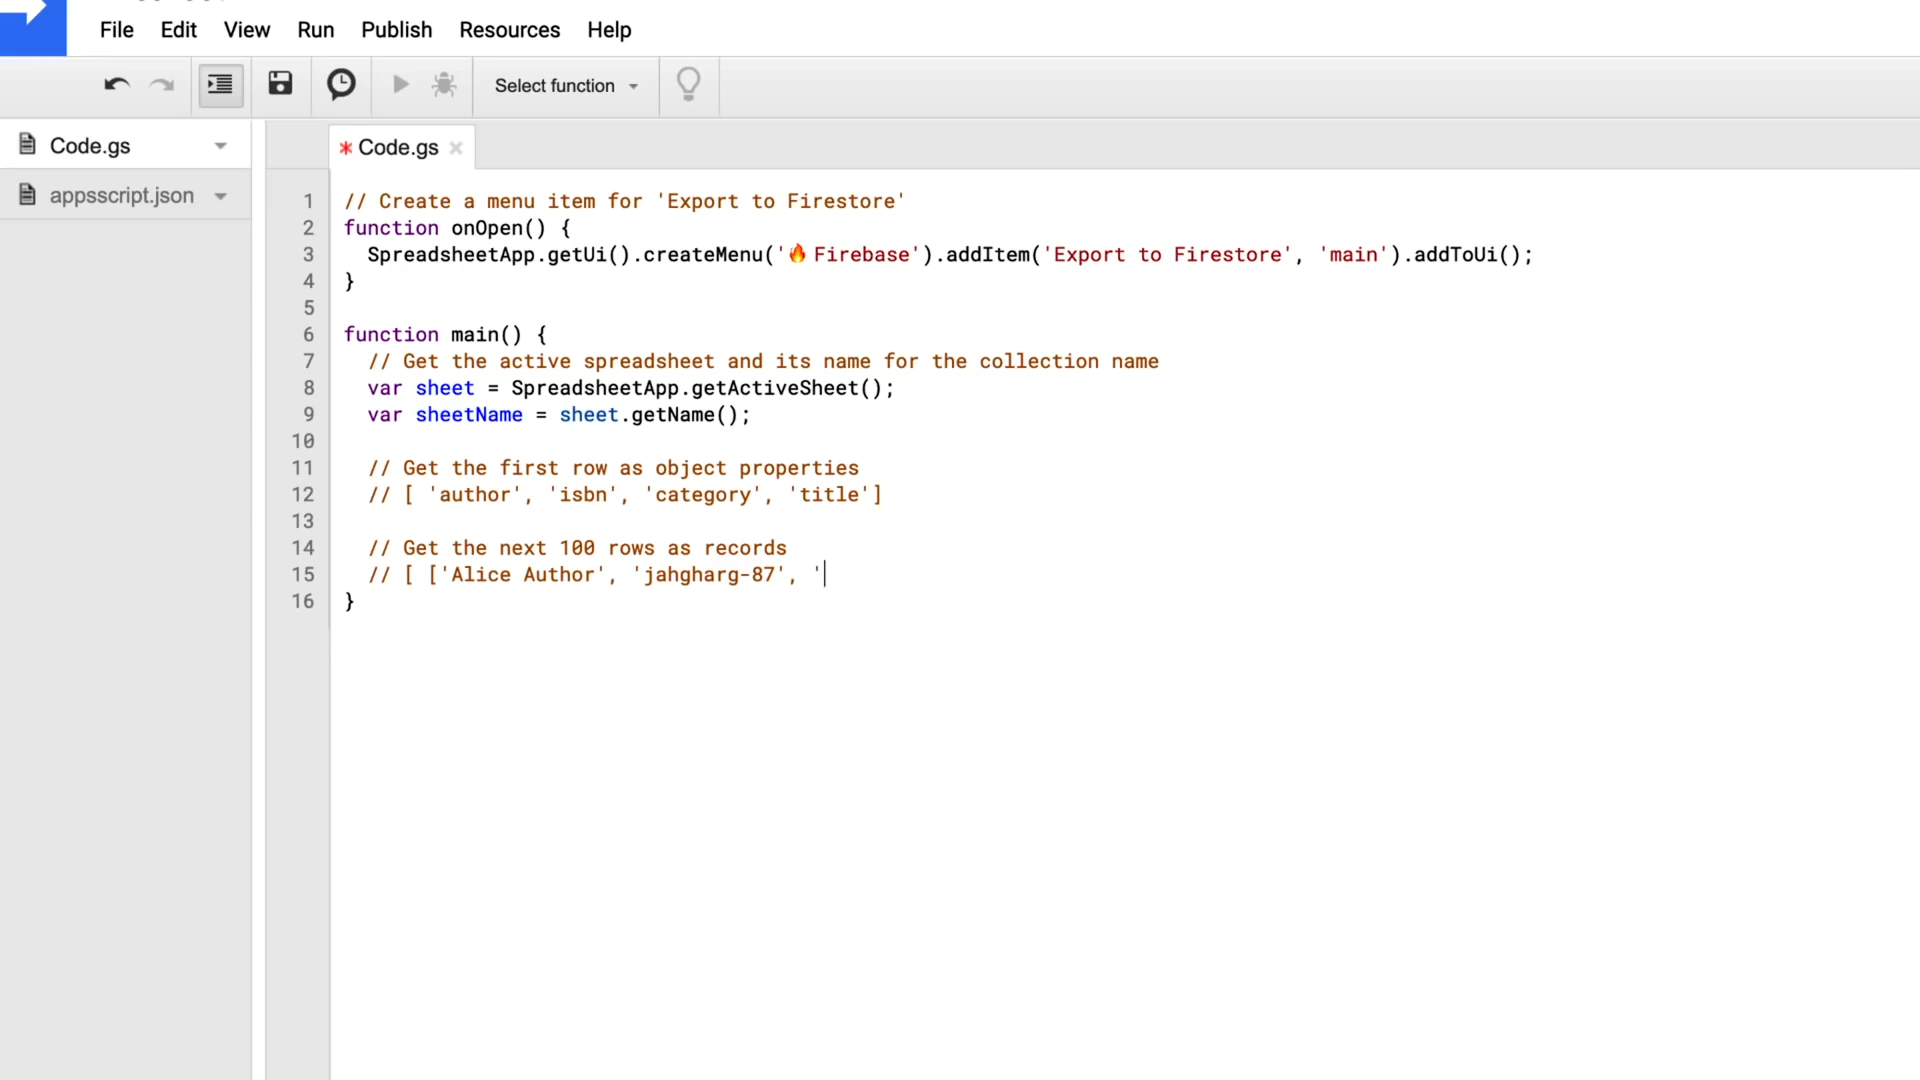 File Edit View Run Publish Resources Help
Select function
Code.gs
appsscript.json
* Code.gs ×
1 // Create a menu item for 'Export to Firestore'
2 function onOpen() {
3 SpreadsheetApp.getUi().createMenu('🔥 Firebase').addItem('Export to Firestore', 'main').addToUi();
4 }
5
6 function main() {
7 // Get the active spreadsheet and its name for the collection name
8 var sheet = SpreadsheetApp.getActiveSheet();
9 var sheetName = sheet.getName();
10
11 // Get the first row as object properties
12 // [ 'author', 'isbn', 'category', 'title']
13
14 // Get the next 100 rows as records
15 // [ ['Alice Author', 'jahgharg-87', '
16 }